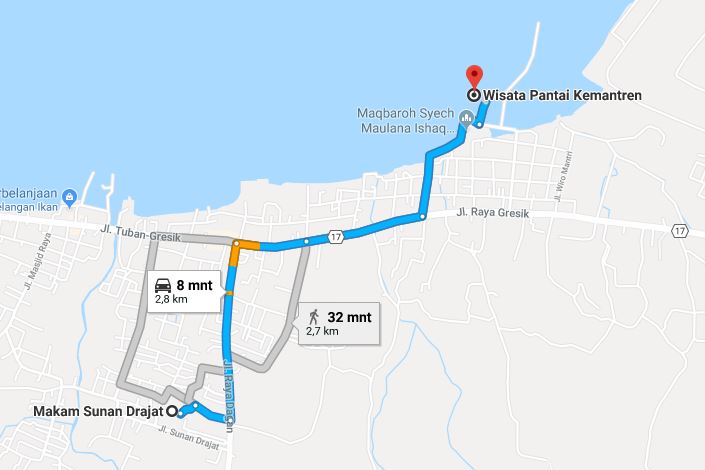 Wisata Pantai Kemantren
Maqbaroh Syech
Maulana Ishaq...
rbelanjaan
elangan Ikan
Jl. Wiro Mantri
Jl. Raya Gresik
Jl. Tuban-Gresik
17
17
Jl. Masjid Raya
8 mnt
2,8 km
32 mnt
2,7 km
Jl. Raya Daendels
Makam Sunan Drajat
Jl. Sunan Drajat